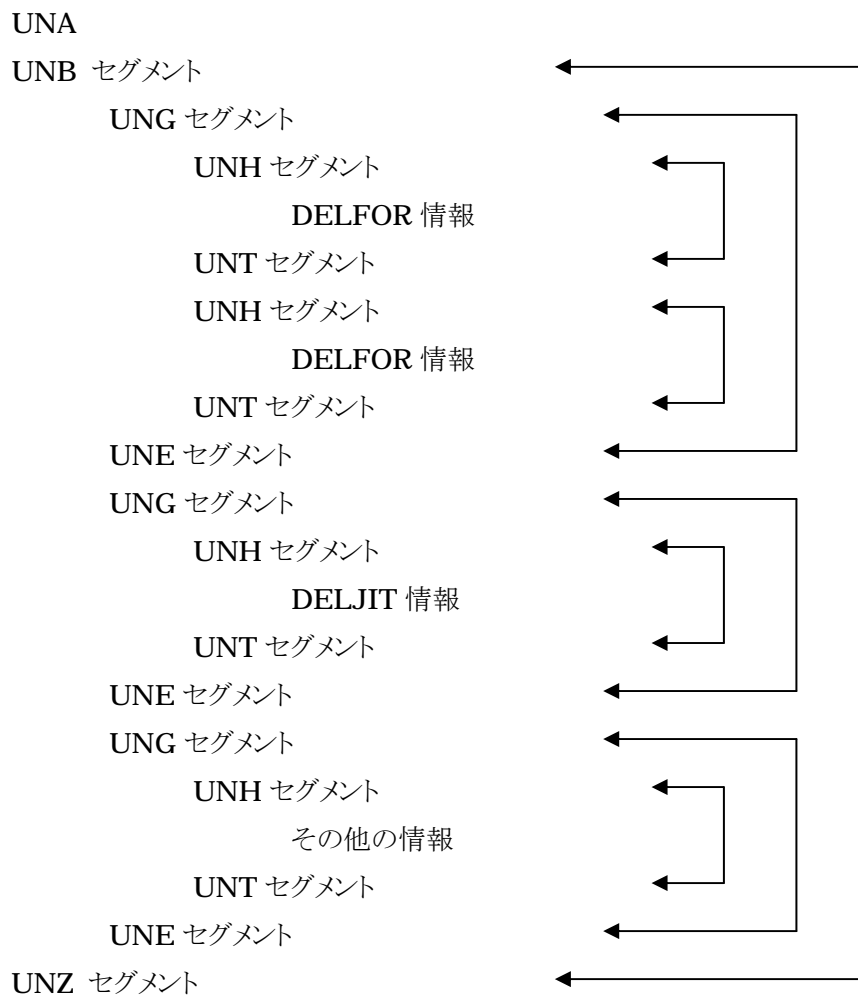 UNA
UNB セグメント
UNG セグメント
UNH セグメント
DELFOR 情報
UNT セグメント
UNH セグメント
DELFOR 情報
UNT セグメント
UNE セグメント
UNG セグメント
UNH セグメント
DELJIT 情報
UNT セグメント
UNE セグメント
UNG セグメント
UNH セグメント
その他の情報
UNT セグメント
UNE セグメント
UNZ セグメント